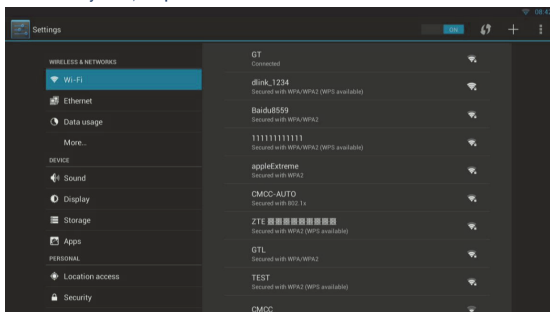 08:42
Settings
ON
WIRELESS & NETWORKS
Wi-Fi
Ethernet
Data usage
More...
DEVICE
Sound
Display
Storage
Apps
PERSONAL
Location access
Security
GT
Connected
dlink_1234
Secured with WPA/WPA2 (WPS available)
Baidu8559
Secured with WPA/WPA2
111111111111
Secured with WPA/WPA2 (WPS available)
appleExtreme
Secured with WPA2
CMCC-AUTO
Secured with 802.1x
ZTE
Secured with WPA2 (WPS available)
GTL
Secured with WPA/WPA2
TEST
Secured with WPA2 (WPS available)
CMCC